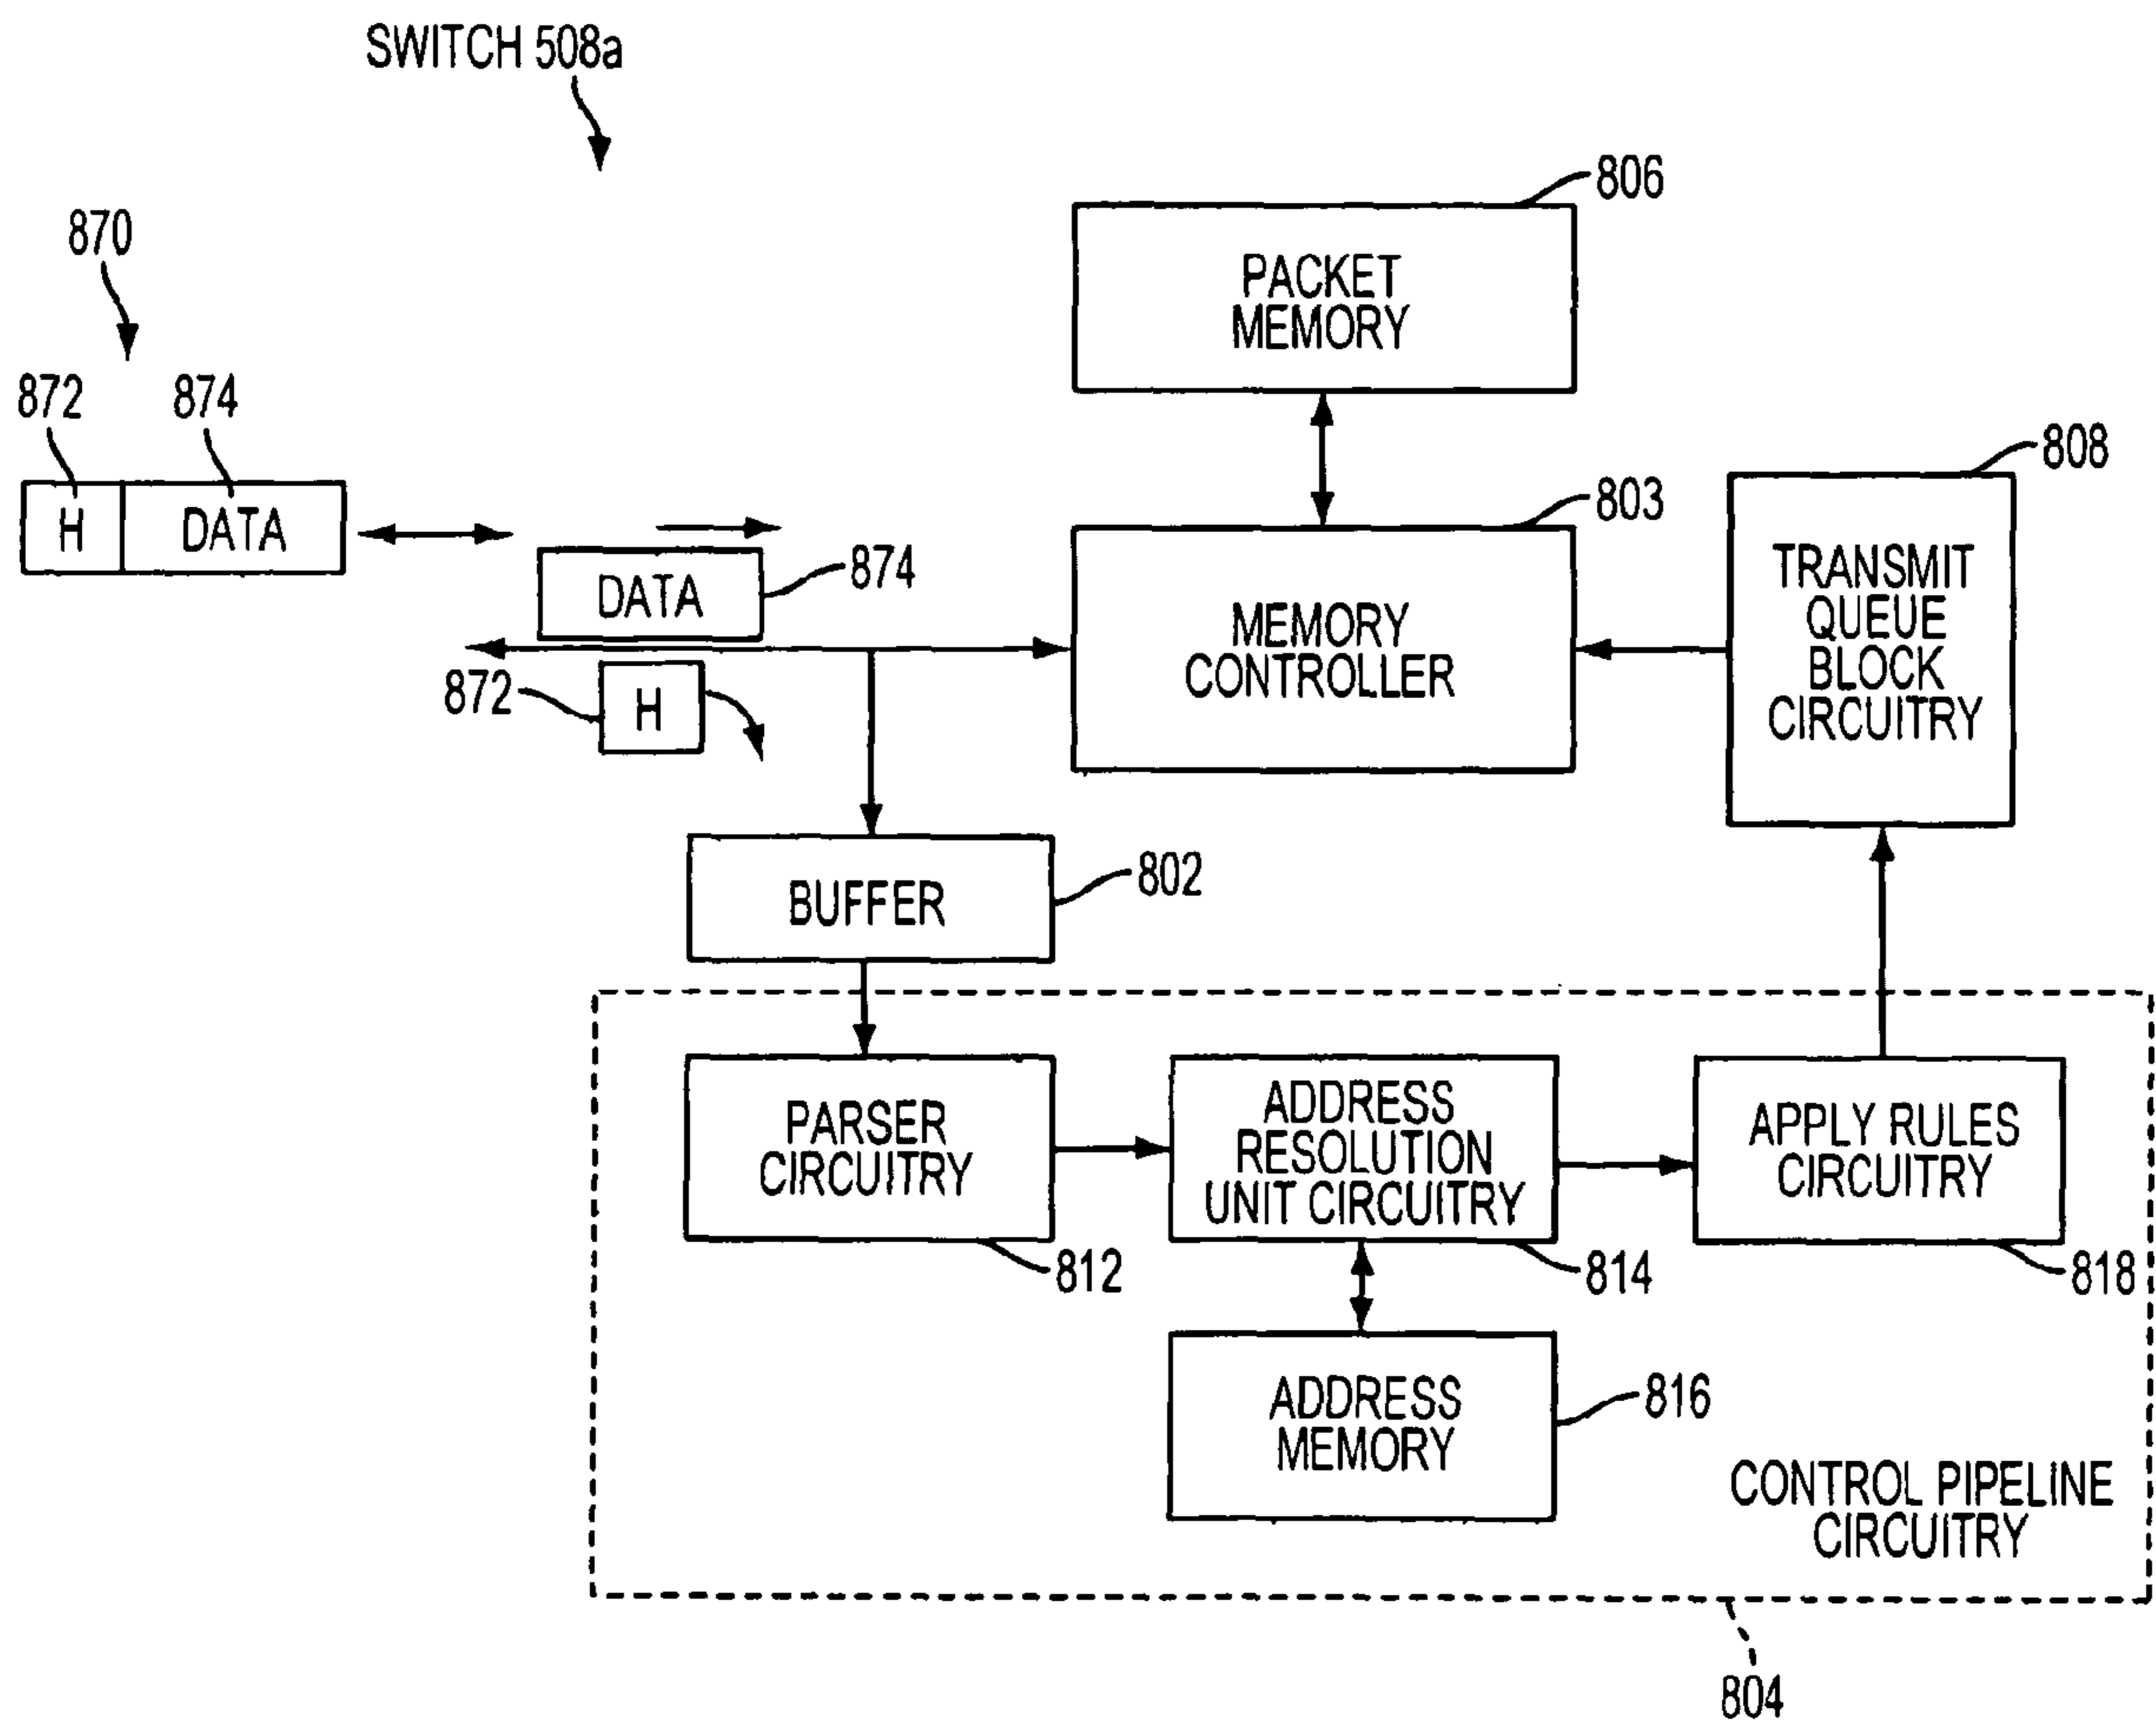 SWITCH 508a
870
872
874
H
DATA
DATA
874
872
H
806
PACKET
MEMORY
803
MEMORY
CONTROLLER
808
TRANSMIT
QUEUE
BLOCK
CIRCUITRY
BUFFER
802
PARSER
CIRCUITRY
812
ADDRESS
RESOLUTION
UNIT CIRCUITRY
814
APPLY RULES
CIRCUITRY
818
ADDRESS
MEMORY
816
CONTROL PIPELINE
CIRCUITRY
804